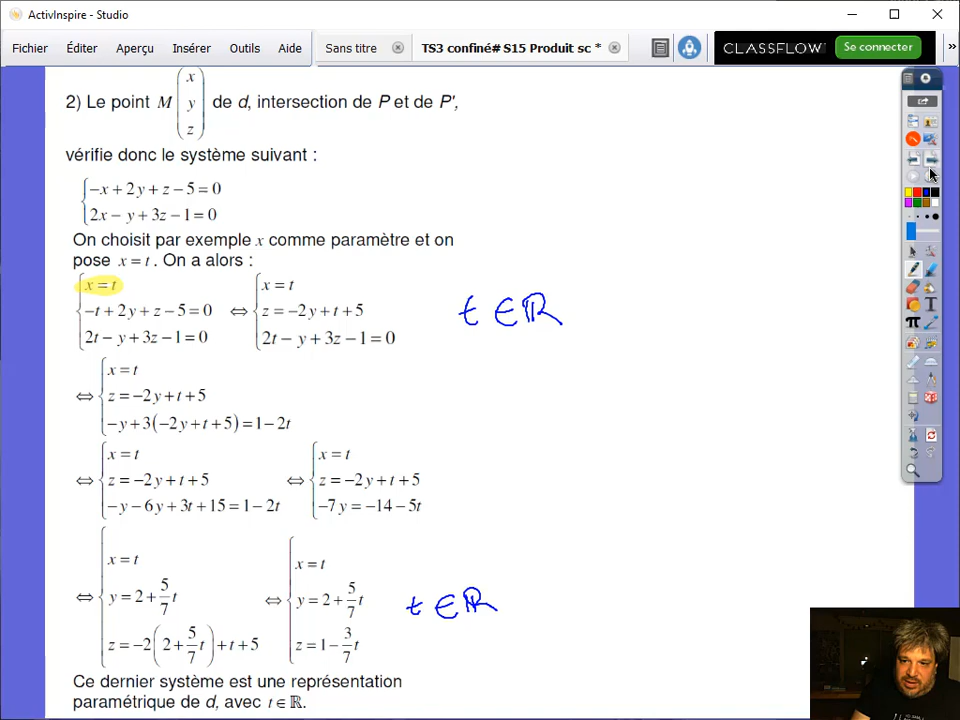 ActivInspire - Studio
Fichier Éditer Aperçu Insérer Outils Aide Sans titre TS3 confiné# S15 Produit sc * CLASSFLOW Se connecter »
2) Le point M (x y z) de d, intersection de P et de P',
vérifie donc le système suivant :
{-x+2y+z-5=0
2x-y+3z-1=0
On choisit par exemple x comme paramètre et on
pose x=t. On a alors :
{x=t {x=t
-t+2y+z-5=0 ⇔ z=-2y+t+5 t∈ℝ
2t-y+3z-1=0 2t-y+3z-1=0
{x=t
⇔ z=-2y+t+5
-y+3(-2y+t+5)=1-2t
{x=t {x=t
⇔ z=-2y+t+5 ⇔ z=-2y+t+5
-y-6y+3t+15=1-2t -7y=-14-5t
{x=t {x=t
⇔ y=2+5/7t ⇔ y=2+5/7t t∈ℝ
z=-2(2+5/7t)+t+5 z=1-3/7t
Ce dernier système est une représentation
paramétrique de d, avec t∈ℝ.